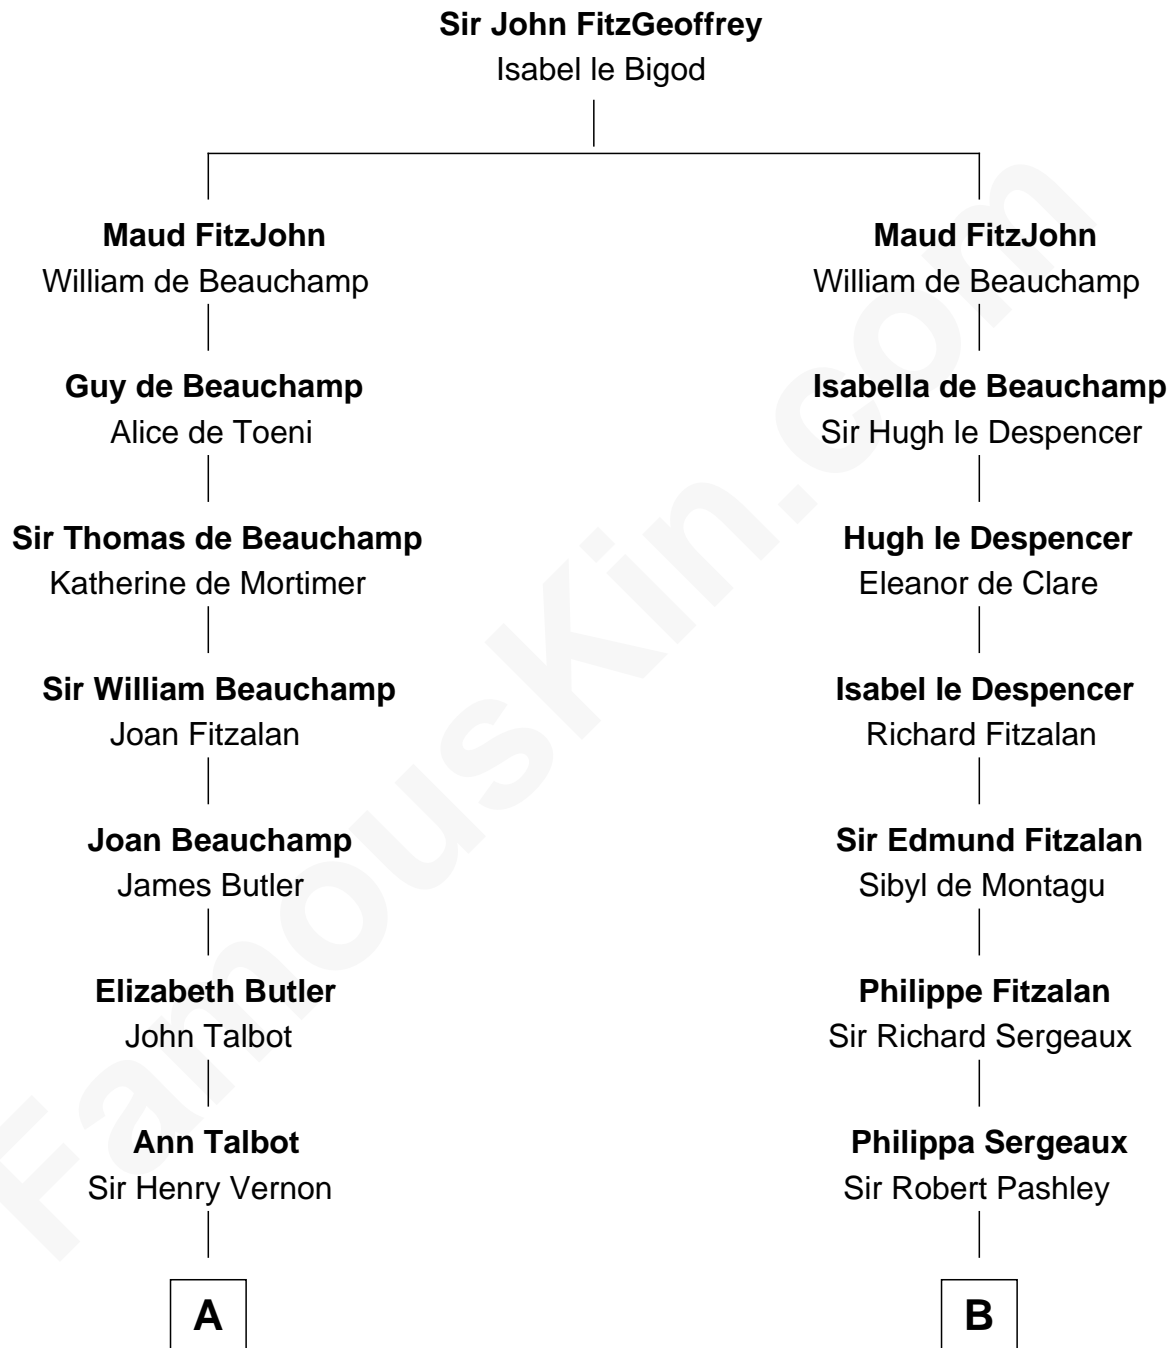 Sir John FitzGeoffrey
Isabel le Bigod
Maud FitzJohn
William de Beauchamp
Guy de Beauchamp
Alice de Toeni
Sir Thomas de Beauchamp
Katherine de Mortimer
Sir William Beauchamp
Joan Fitzalan
Joan Beauchamp
James Butler
Elizabeth Butler
John Talbot
Ann Talbot
Sir Henry Vernon
A
Maud FitzJohn
William de Beauchamp
Isabella de Beauchamp
Sir Hugh le Despencer
Hugh le Despencer
Eleanor de Clare
Isabel le Despencer
Richard Fitzalan
Sir Edmund Fitzalan
Sibyl de Montagu
Philippe Fitzalan
Sir Richard Sergeaux
Philippa Sergeaux
Sir Robert Pashley
B
FamousKin.com